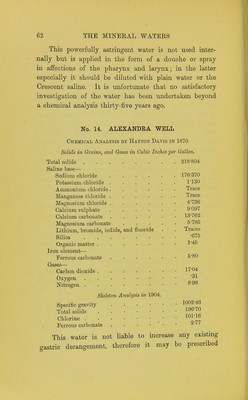 62 THE MINERAL WATERS
This powerfully astringent water is not used inter-
nally but is applied in the form of a douche or spray
in affections of the pharynx and larynx; in the latter
especially it should be diluted with plain water or the
Crescent saline. It is unfortunate that no satisfactory
investigation of the water has been undertaken beyond
a chemical analysis thirty-five years ago.
No. 14. ALEXANDRA WELL
CHEMICAL ANALYSIS BY HAYTON DAVIS IN 1870
Solids in Grains, and Gases in Cubic Inches per Gallon.
Total solids . . . . 219·804
Saline base—
Sodium chloride . . . . 170·370
Potassium chloride . . . . 1·130
Ammonium chloride . . . . Trace
Manganese chloride . . . . Trace
Magnesium chloride . . . . 4·736
Calcium sulphate . . . . 9·097
Calcium carbonate . . . . 13·762
Magnesium carbonate . . . . 5·785
Lithium, bromide, iodide, and fluoride . . Traces
Silica . . . . ·675
Organic matter . . . . 1·45
Iron element—
Ferrous carbonate . . . . 5·80
Gases—
Carbon dioxide . . . . 17·04
Oxygen . . . . ·31
Nitrogen . . . . 8·98
Skeleton Analysis in 1904.
Specific gravity . . . . 1002·46
Total solids . . . . 196·70
Chlorine . . . . 101·16
Ferrous carbonate . . . . 2·77
This water is not liable to increase any existing
gastric derangement, therefore it may be prescribed